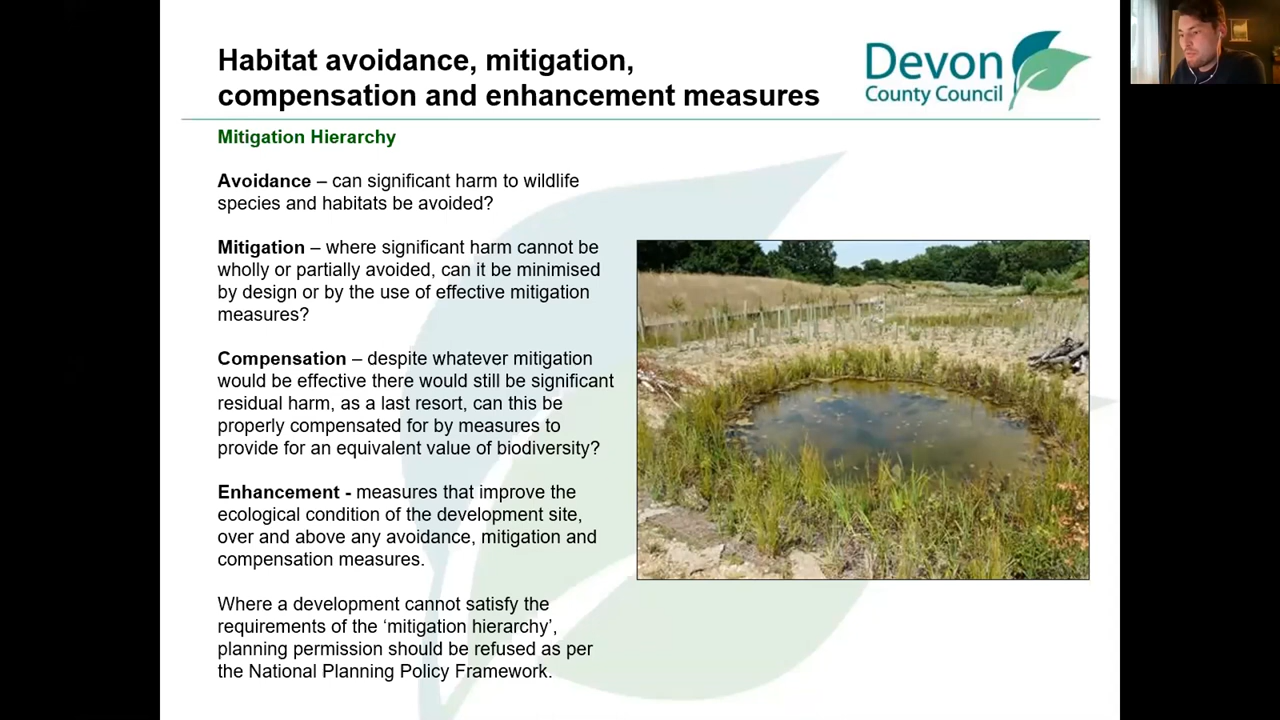 Habitat avoidance, mitigation,
compensation and enhancement measures
Devon
County Council
Mitigation Hierarchy
Avoidance – can significant harm to wildlife
species and habitats be avoided?
Mitigation – where significant harm cannot be
wholly or partially avoided, can it be minimised
by design or by the use of effective mitigation
measures?
Compensation – despite whatever mitigation
would be effective there would still be significant
residual harm, as a last resort, can this be
properly compensated for by measures to
provide for an equivalent value of biodiversity?
Enhancement - measures that improve the
ecological condition of the development site,
over and above any avoidance, mitigation and
compensation measures.
Where a development cannot satisfy the
requirements of the ‘mitigation hierarchy’,
planning permission should be refused as per
the National Planning Policy Framework.